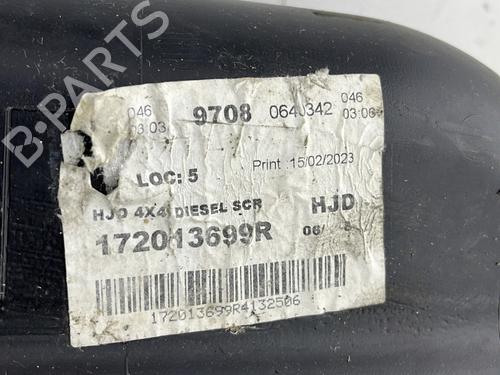 B-PARTS
046 9708 0640342 046
03:03 03:06
LOC: 5 Print :15/02/2023
HJD 4X4 DIESEL SCR HJD
172013699R 06/
172013699R4132506